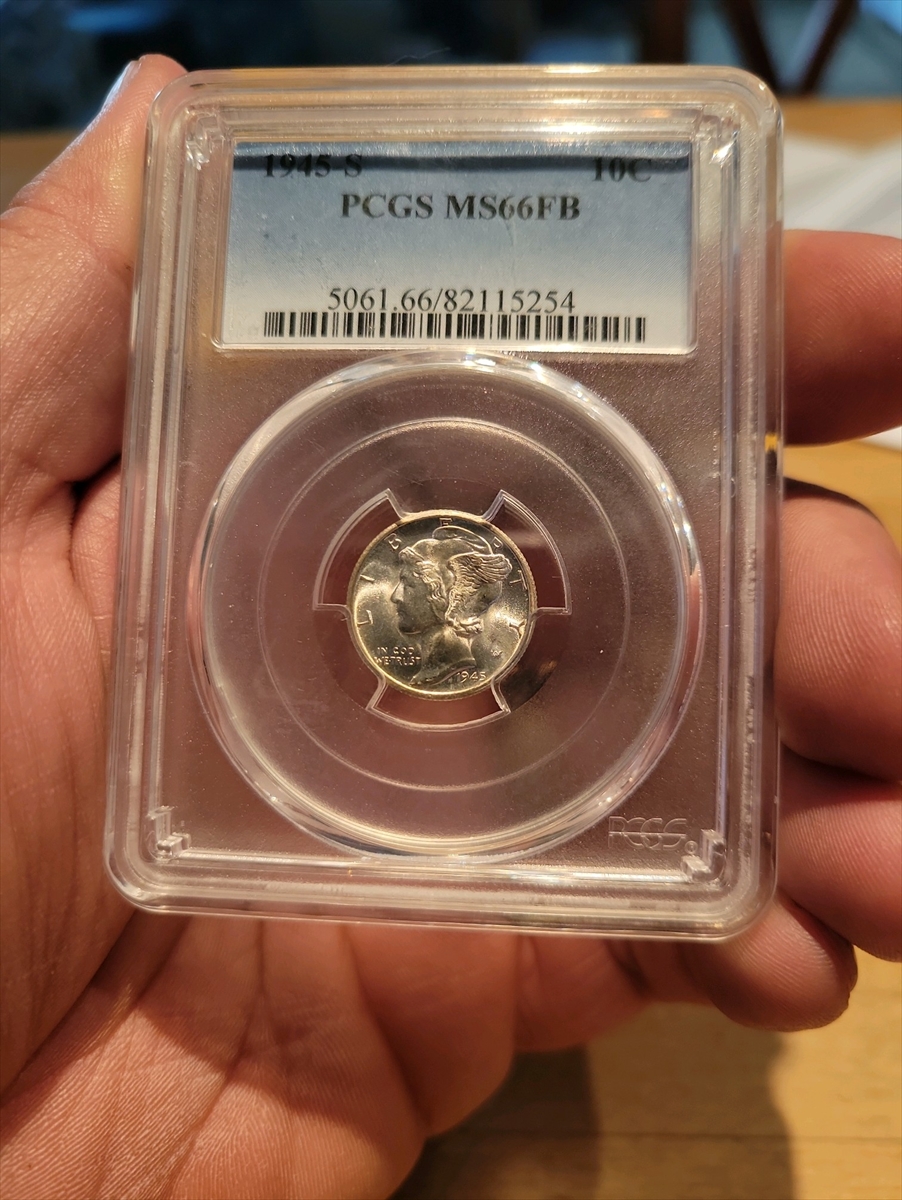 1945-S 10C
PCGS MS66FB
5061.66/82115254
LIBERTY
IN GOD
WE TRUST
1945
PCGS